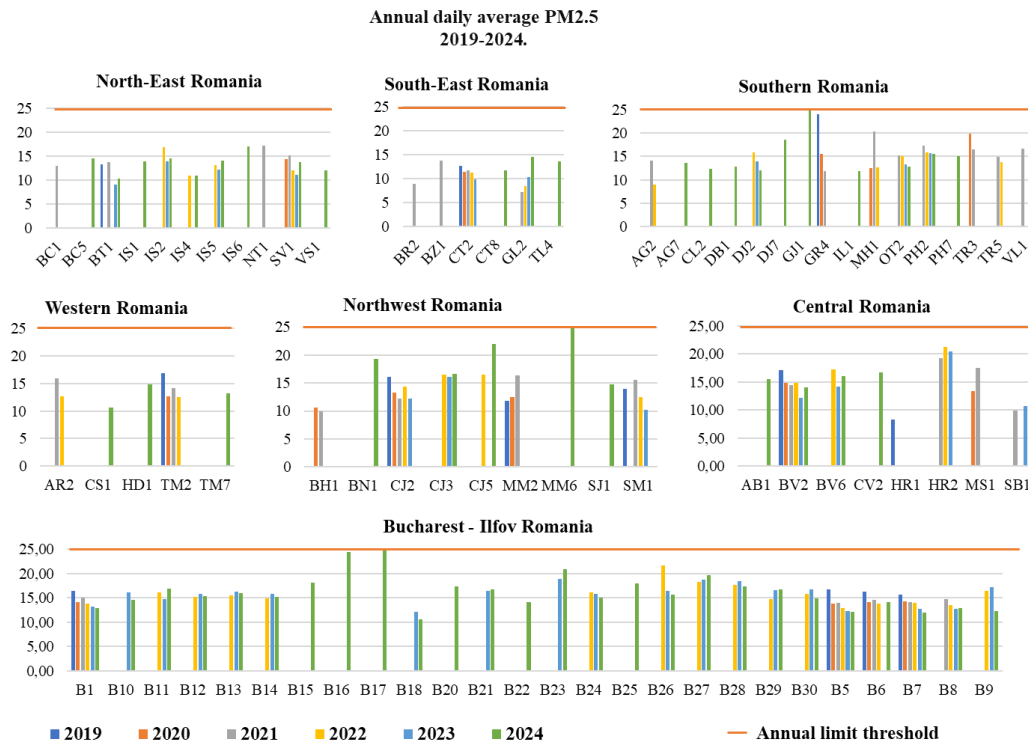 Annual daily average PM2.5
2019-2024.
North-East Romania
25
20
15
10
5
0
BC1 BC5 BT1 IS1 IS2 IS4 IS5 IS6 NT1 SV1 VS1
South-East Romania
25
20
15
10
5
0
BR2 BZ1 CT2 CT8 GL2 TL4
Southern Romania
25
20
15
10
5
0
AG2 AG7 CL2 DB1 DJ2 DJ7 GJ1 GR4 IL1 MH1 OT2 PH2 PH7 TR3 TR5 VL1
Western Romania
25
20
15
10
5
0
AR2 CS1 HD1 TM2 TM7
Northwest Romania
25
20
15
10
5
0
BH1 BN1 CJ2 CJ3 CJ5 MM2 MM6 SJ1 SM1
Central Romania
25,00
20,00
15,00
10,00
5,00
0,00
AB1 BV2 BV6 CV2 HR1 HR2 MS1 SB1
Bucharest - Ilfov Romania
25,00
20,00
15,00
10,00
5,00
0,00
B1 B10 B11 B12 B13 B14 B15 B16 B17 B18 B20 B21 B22 B23 B24 B25 B26 B27 B28 B29 B30 B5 B6 B7 B8 B9
2019 2020 2021 2022 2023 2024 Annual limit threshold